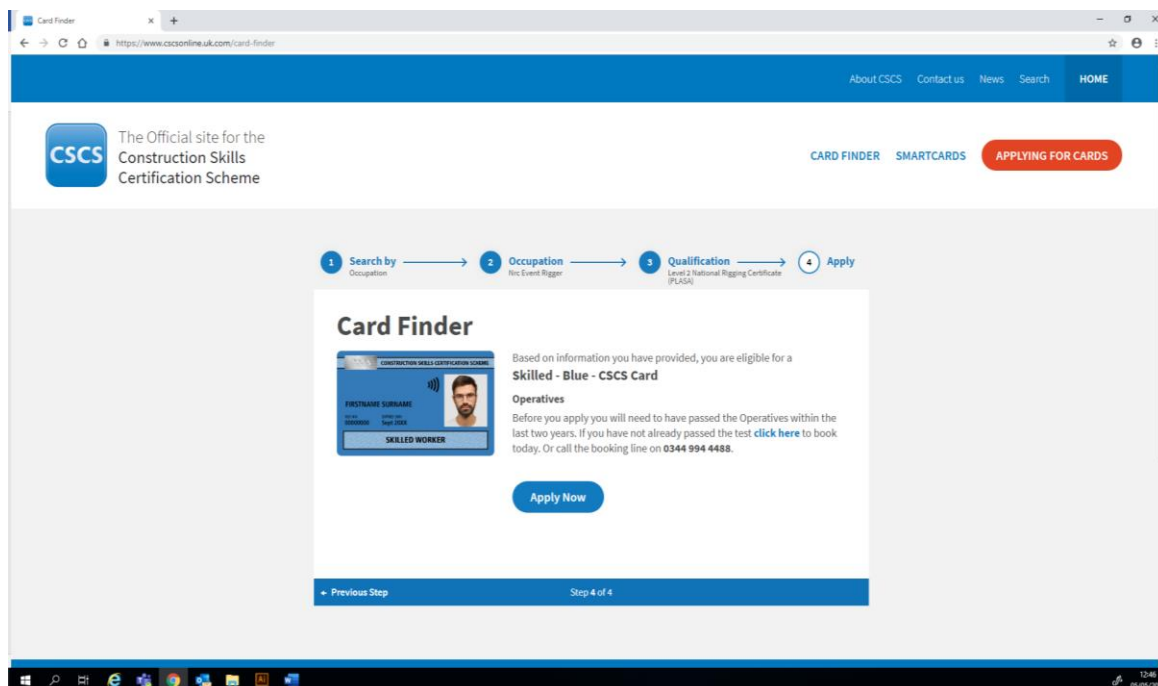 Card Finder
https://www.cscsonline.uk.com/card-finder
About CSCS Contact us News Search HOME
CSCS
The Official site for the
Construction Skills
Certification Scheme
CARD FINDER SMARTCARDS APPLYING FOR CARDS
1 Search by 2 Occupation 3 Qualification 4 Apply
Occupation Nrc Event Rigger Level 2 National Rigging Certificate
(PLASA)
Card Finder
CONSTRUCTION SKILLS CERTIFICATION SCHEME
FIRSTNAME SURNAME
Sept 20XX
SKILLED WORKER
Based on information you have provided, you are eligible for a
Skilled - Blue - CSCS Card
Operatives
Before you apply you will need to have passed the Operatives within the
last two years. If you have not already passed the test click here to book
today. Or call the booking line on 0344 994 4488.
Apply Now
Previous Step Step 4 of 4
12:46